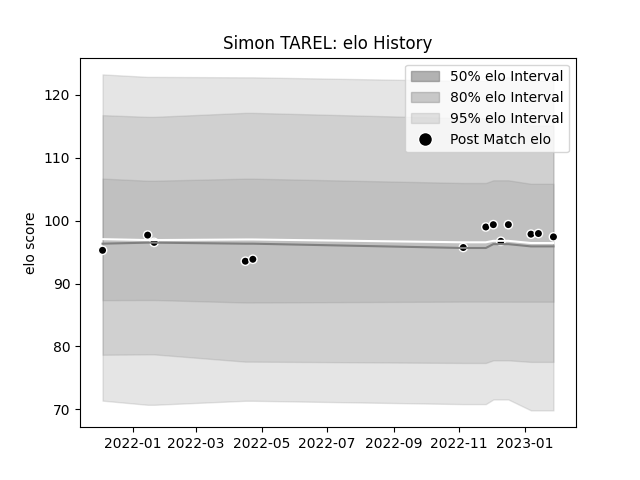 Simon TAREL: elo History
50% elo Interval
80% elo Interval
95% elo Interval
Post Match elo
elo score
120
110
100
90
80
70
2022-01 2022-03 2022-05 2022-07 2022-09 2022-11 2023-01